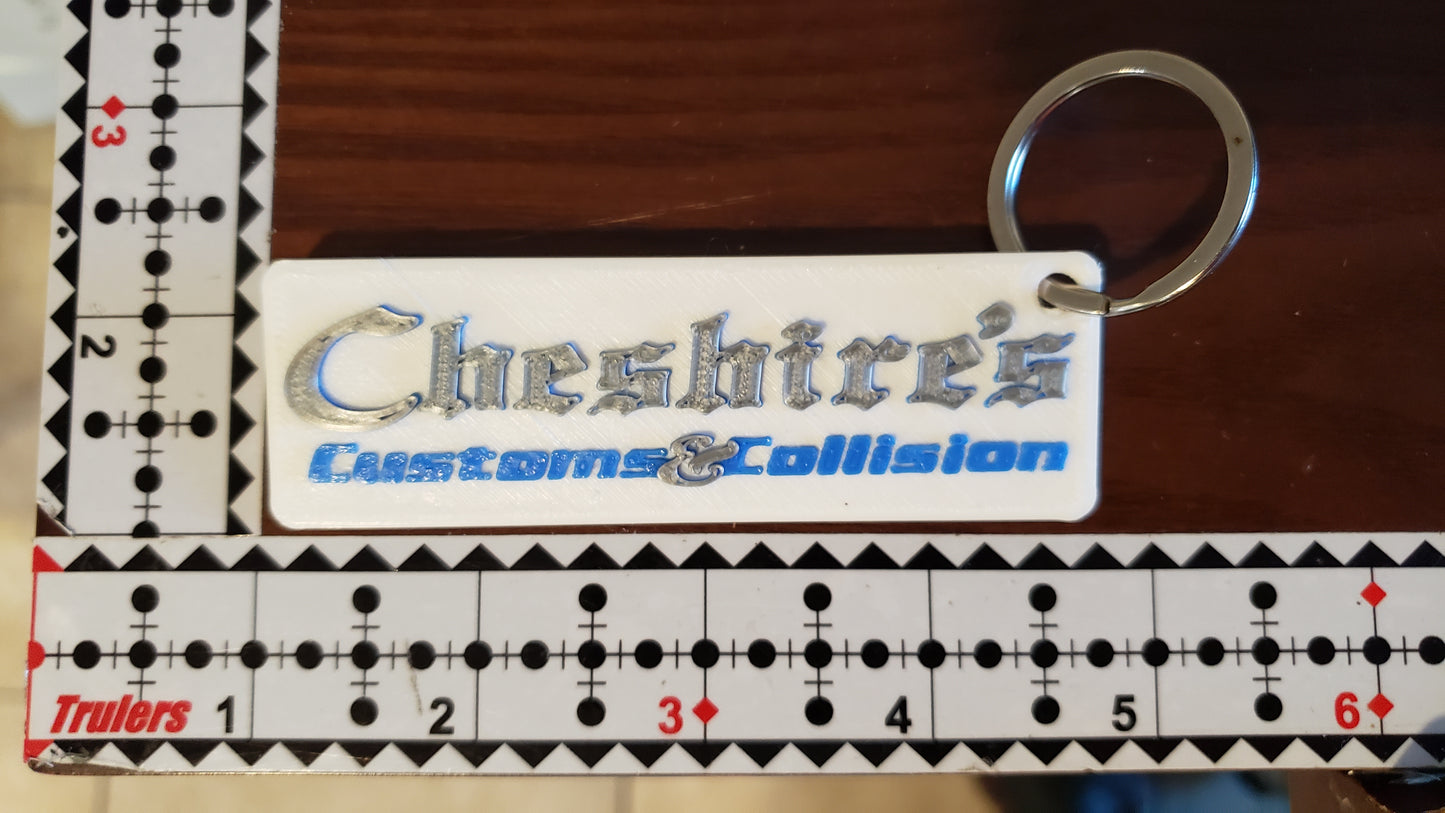 3
2
Cheshire's
Customs & Collision
Trulers 1 2 3 4 5 6